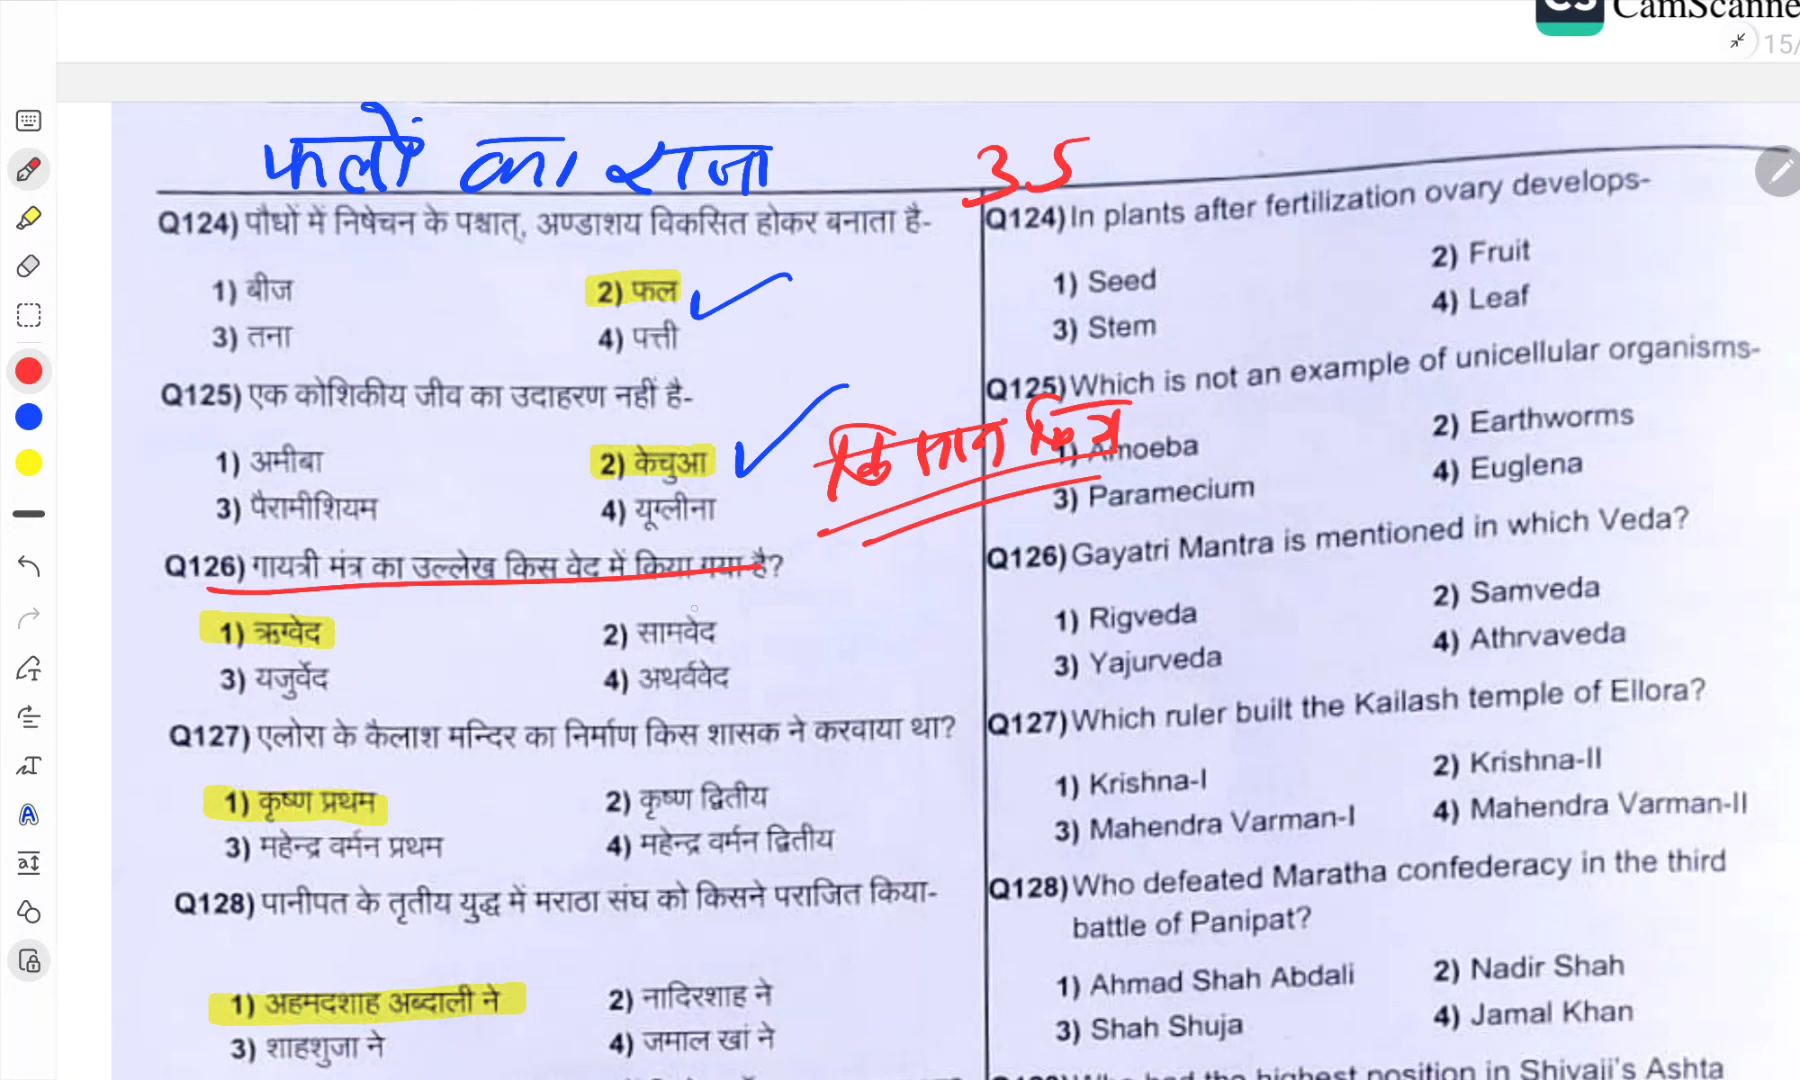 CamScanne
15/
फलों का राजा
35
Q124) पौधों में निषेचन के पश्चात्, अण्डाशय विकसित होकर बनाता है-
1) बीज 2) फल
3) तना 4) पत्ती
Q125) एक कोशिकीय जीव का उदाहरण नहीं है-
1) अमीबा 2) केचुआ
3) पैरामीशियम 4) यूग्लीना
Q126) गायत्री मंत्र का उल्लेख किस वेद में किया गया है?
1) ऋग्वेद 2) सामवेद
3) यजुर्वेद 4) अथर्ववेद
Q127) एलोरा के कैलाश मन्दिर का निर्माण किस शासक ने करवाया था?
1) कृष्ण प्रथम 2) कृष्ण द्वितीय
3) महेन्द्र वर्मन प्रथम 4) महेन्द्र वर्मन द्वितीय
Q128) पानीपत के तृतीय युद्ध में मराठा संघ को किसने पराजित किया-
1) अहमदशाह अब्दाली ने 2) नादिरशाह ने
3) शाहशुजा ने 4) जमाल खां ने
Q124) In plants after fertilization ovary develops-
1) Seed 2) Fruit
3) Stem 4) Leaf
Q125) Which is not an example of unicellular organisms-
1) Amoeba 2) Earthworms
3) Paramecium 4) Euglena
Q126) Gayatri Mantra is mentioned in which Veda?
1) Rigveda 2) Samveda
3) Yajurveda 4) Athrvaveda
Q127) Which ruler built the Kailash temple of Ellora?
1) Krishna-I 2) Krishna-II
3) Mahendra Varman-I 4) Mahendra Varman-II
Q128) Who defeated Maratha confederacy in the third
battle of Panipat?
1) Ahmad Shah Abdali 2) Nadir Shah
3) Shah Shuja 4) Jamal Khan
highest position in Shivaji's Ashta